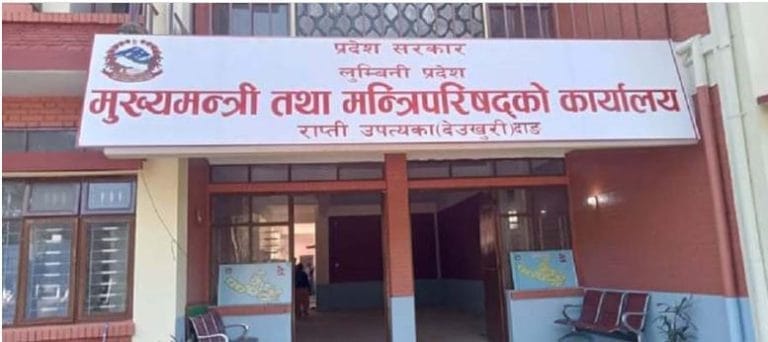 प्रदेश सरकार
लुम्बिनी प्रदेश
मुख्यमन्त्री तथा मन्त्रिपरिषद्को कार्यालय
राप्ती उपत्यका(देउखुरी)दाङ